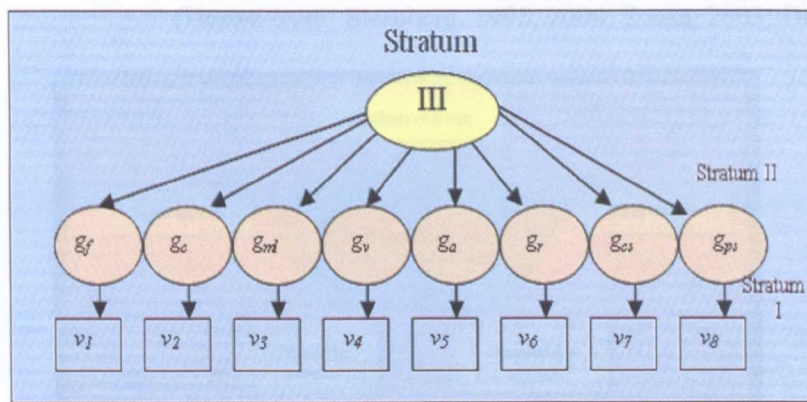 Stratum
III
Stratum II
gf gc gml gv ga gr gcs gps
Stratum
I
v1 v2 v3 v4 v5 v6 v7 v8